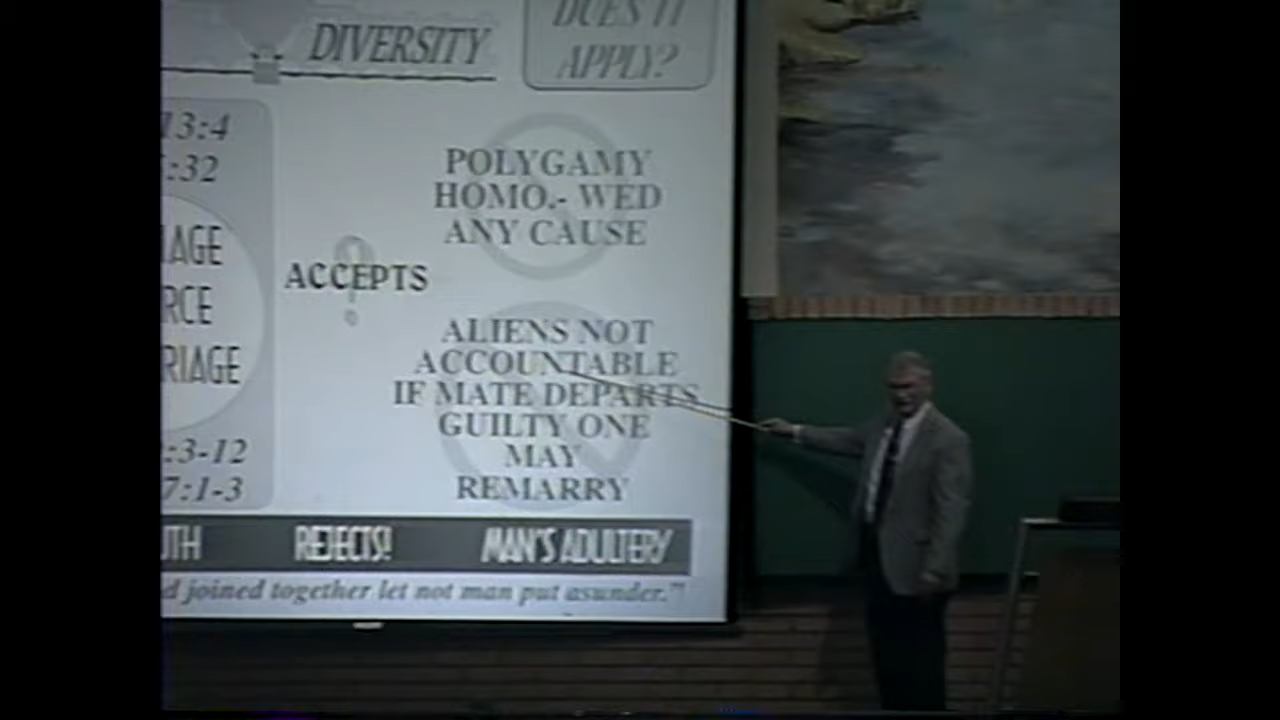 DIVERSITY
DOES IT
APPLY?
13:4
:32
POLYGAMY
HOMO.- WED
ANY CAUSE
IAGE
RCE
RIAGE
ACCEPTS
?
ALIENS NOT
ACCOUNTABLE
IF MATE DEPARTS
GUILTY ONE
MAY
REMARRY
:3-12
7:1-3
UTH REJECTS! MAN'S ADULTERY
d joined together let not man put asunder."